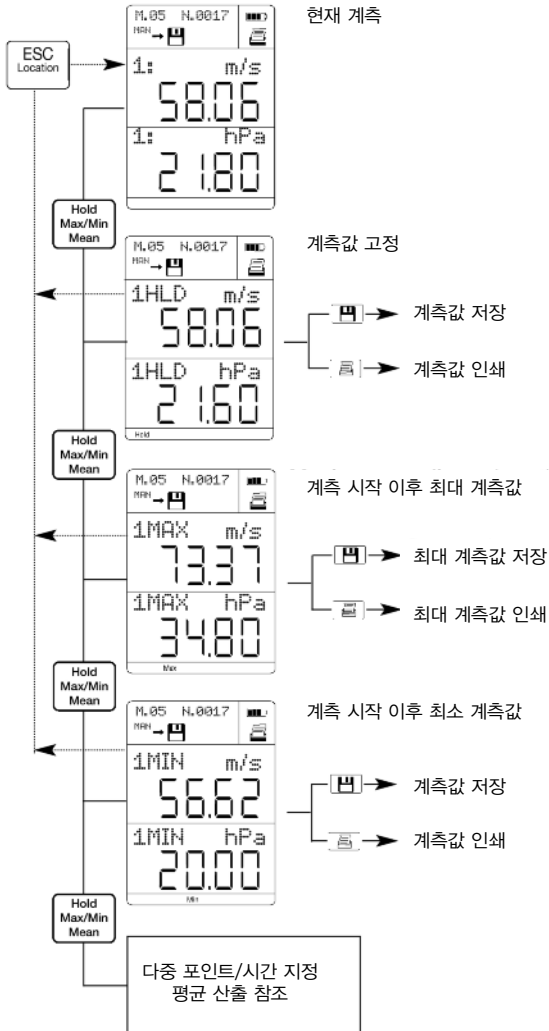 M.05 N.0017
MAN
현재 계측
ESC
Location
1: m/s
58.06
1: hPa
21.80
Hold
Max/Min
Mean
M.05 N.0017
MAN
계측값 고정
1HLD m/s
58.06
계측값 저장
1HLD hPa
21.60
계측값 인쇄
Hold
Hold
Max/Min
Mean
M.05 N.0017
MAN
계측 시작 이후 최대 계측값
1MAX m/s
73.37
최대 계측값 저장
1MAX hPa
34.80
최대 계측값 인쇄
Max
Hold
Max/Min
Mean
M.05 N.0017
MAN
계측 시작 이후 최소 계측값
1MIN m/s
56.62
계측값 저장
1MIN hPa
20.00
계측값 인쇄
Min
Hold
Max/Min
Mean
다중 포인트/시간 지정
평균 산출 참조